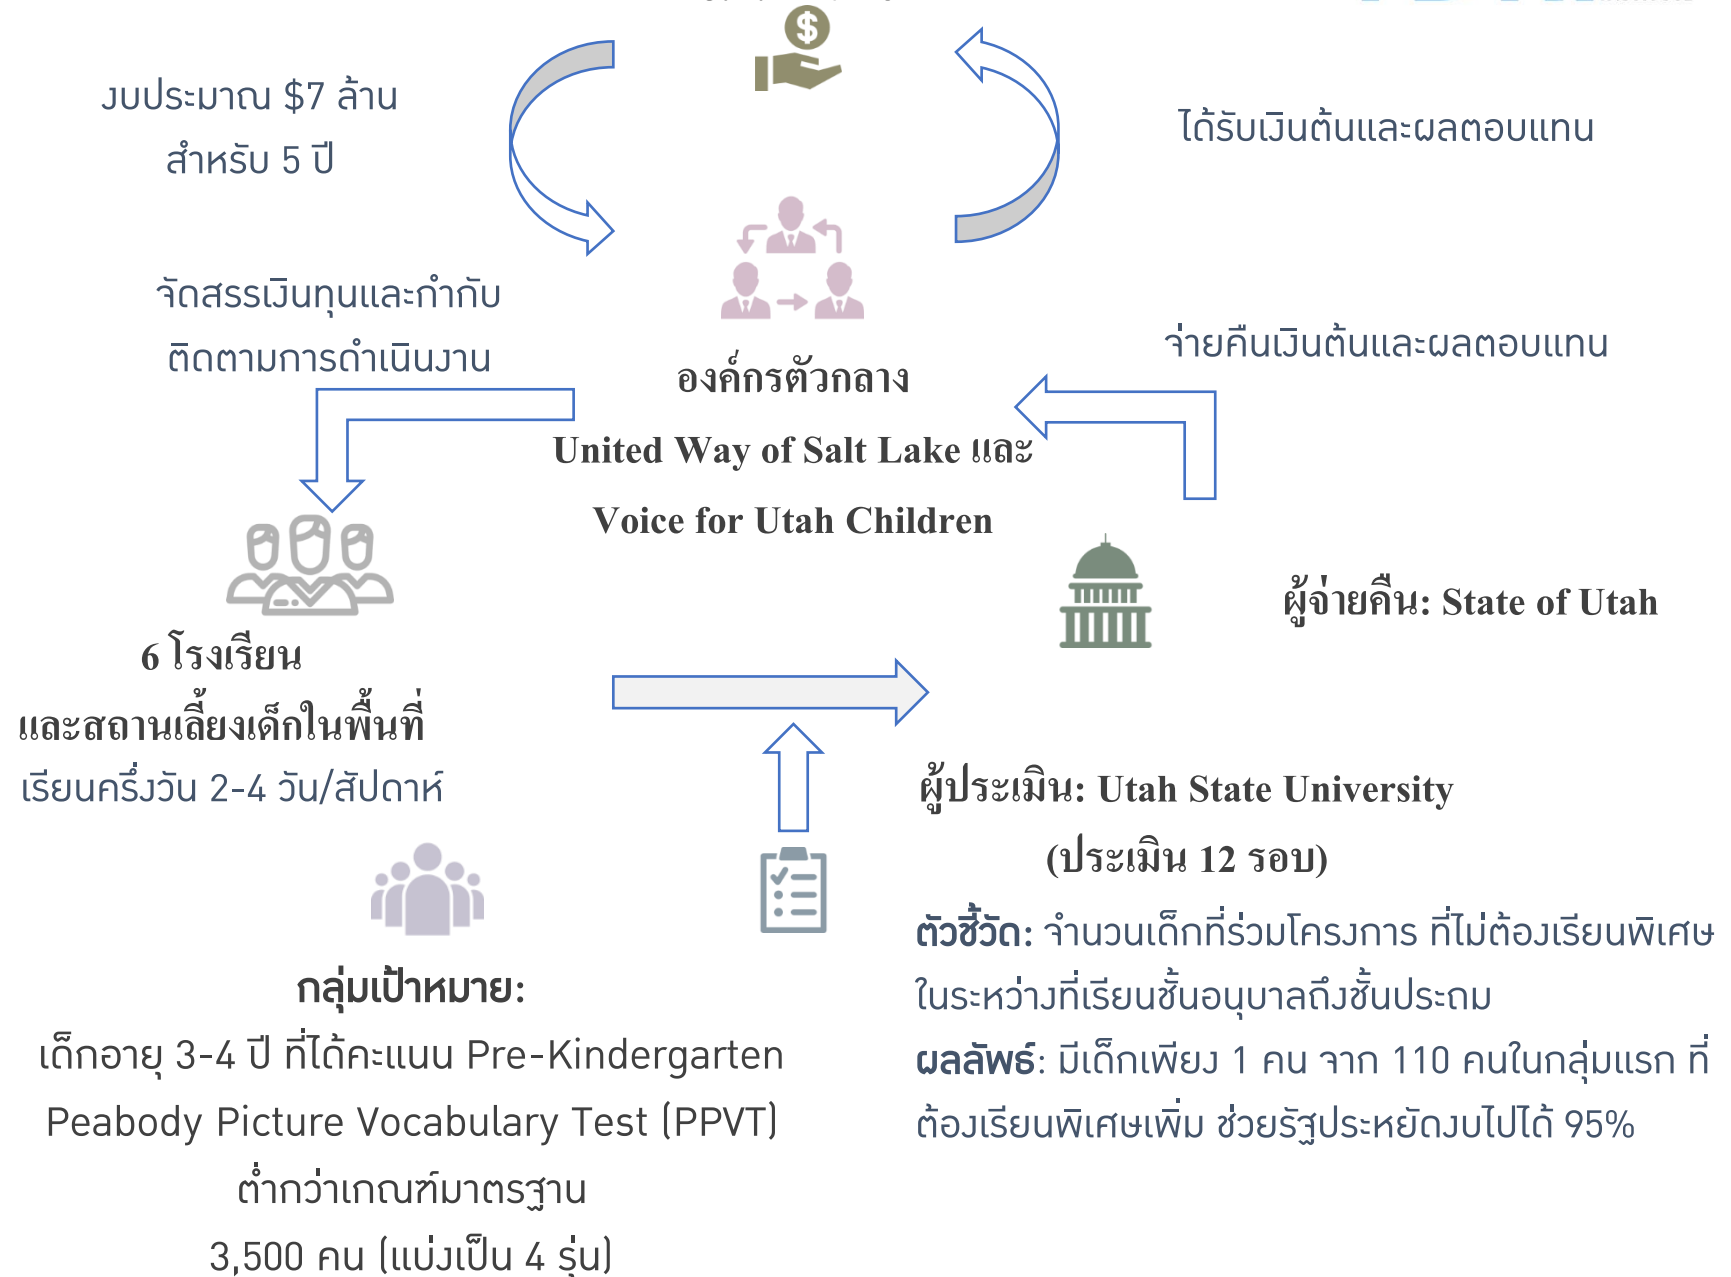 งบประมาณ $7 ล้าน
สำหรับ 5 ปี
ได้รับเงินต้นและผลตอบแทน
จัดสรรเงินทุนและกำกับ
ติดตามการดำเนินงาน
จ่ายคืนเงินต้นและผลตอบแทน
องค์กรตัวกลาง
United Way of Salt Lake และ
Voice for Utah Children
ผู้จ่ายคืน: State of Utah
6 โรงเรียน
และสถานเลี้ยงเด็กในพื้นที่
เรียนครึ่งวัน 2-4 วัน/สัปดาห์
ผู้ประเมิน: Utah State University
(ประเมิน 12 รอบ)
ตัวชี้วัด: จำนวนเด็กที่ร่วมโครงการ ที่ไม่ต้องเรียนพิเศษ
ในระหว่างที่เรียนชั้นอนุบาลถึงชั้นประถม
ผลลัพธ์: มีเด็กเพียง 1 คน จาก 110 คนในกลุ่มแรก ที่
ต้องเรียนพิเศษเพิ่ม ช่วยรัฐประหยัดงบไปได้ 95%
กลุ่มเป้าหมาย:
เด็กอายุ 3-4 ปี ที่ได้คะแนน Pre-Kindergarten
Peabody Picture Vocabulary Test (PPVT)
ต่ำกว่าเกณฑ์มาตรฐาน
3,500 คน (แบ่งเป็น 4 รุ่น)